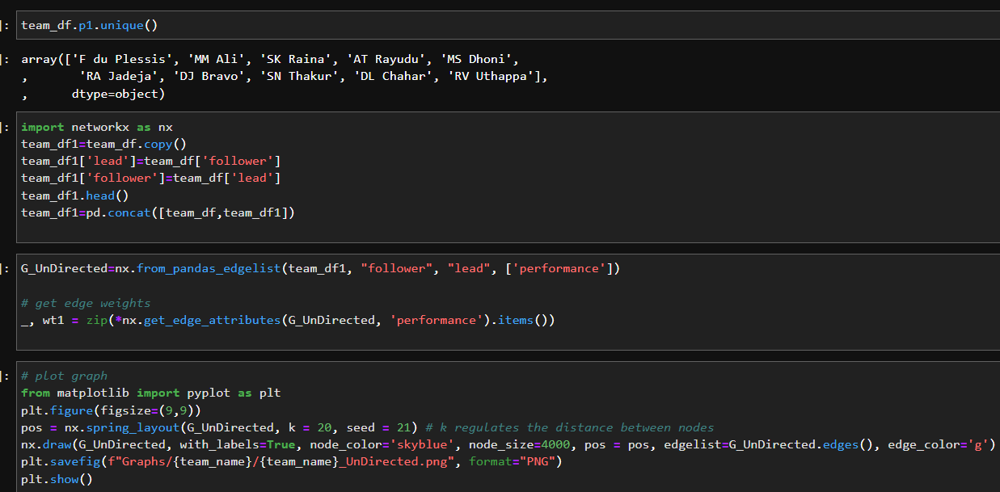 ]: team_df.p1.unique()
]: array(['F du Plessis', 'MM Ali', 'SK Raina', 'AT Rayudu', 'MS Dhoni',
,       'RA Jadeja', 'DJ Bravo', 'SN Thakur', 'DL Chahar', 'RV Uthappa'],
,      dtype=object)
]: import networkx as nx
team_df1=team_df.copy()
team_df1['lead']=team_df['follower']
team_df1['follower']=team_df['lead']
team_df1.head()
team_df1=pd.concat([team_df,team_df1])
]: G_UnDirected=nx.from_pandas_edgelist(team_df1, "follower", "lead", ['performance'])
# get edge weights
_, wt1 = zip(*nx.get_edge_attributes(G_UnDirected, 'performance').items())
]: # plot graph
from matplotlib import pyplot as plt
plt.figure(figsize=(9,9))
pos = nx.spring_layout(G_UnDirected, k = 20, seed = 21) # k regulates the distance between nodes
nx.draw(G_UnDirected, with_labels=True, node_color='skyblue', node_size=4000, pos = pos, edgelist=G_UnDirected.edges(), edge_color='g')
plt.savefig(f"Graphs/{team_name}/{team_name}_UnDirected.png", format="PNG")
plt.show()